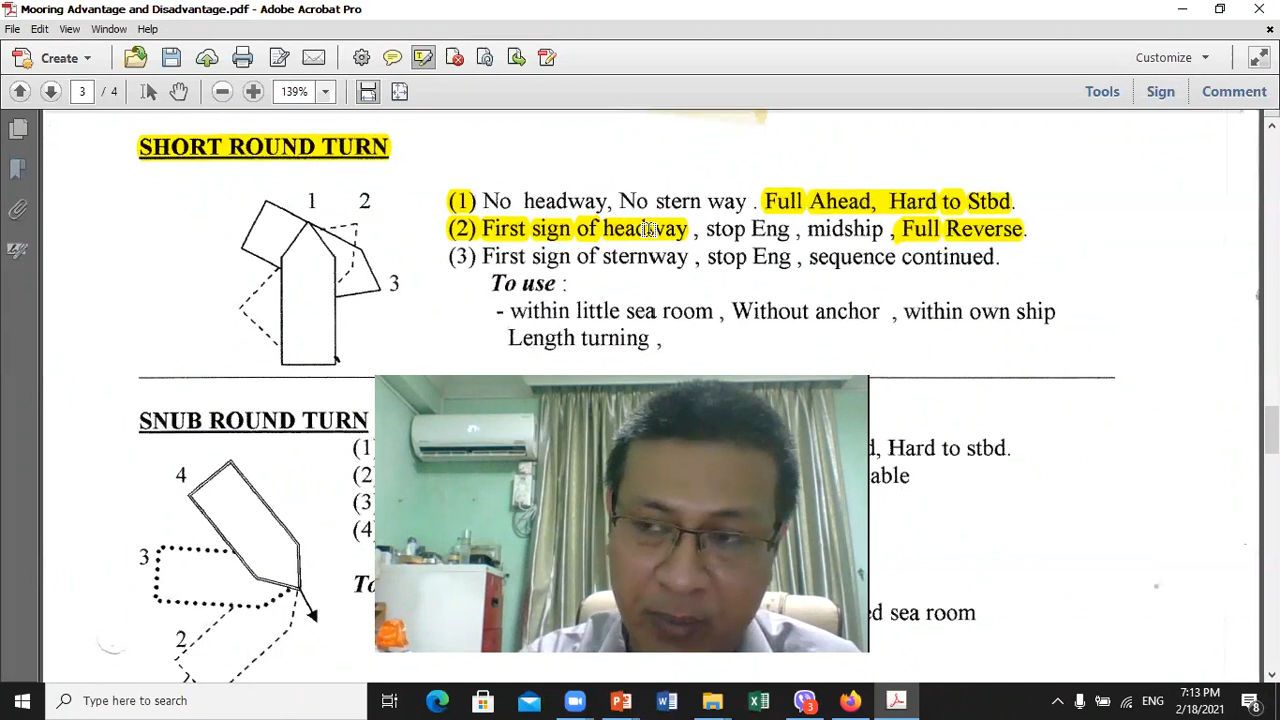 Mooring Advantage and Disadvantage.pdf - Adobe Acrobat Pro
File Edit View Window Help
Create Customize
3 / 4 139% Tools Sign Comment
SHORT ROUND TURN
1 2
3
(1) No headway, No stern way . Full Ahead, Hard to Stbd.
(2) First sign of headway , stop Eng , midship , Full Reverse.
(3) First sign of sternway , stop Eng , sequence continued.
To use :
- within little sea room , Without anchor , within own ship
Length turning ,
SNUB ROUND TURN
4
3
2
(1) d, Hard to stbd.
(2) able
(3)
(4)
ed sea room
Type here to search
3
ENG
7:13 PM
2/18/2021
8